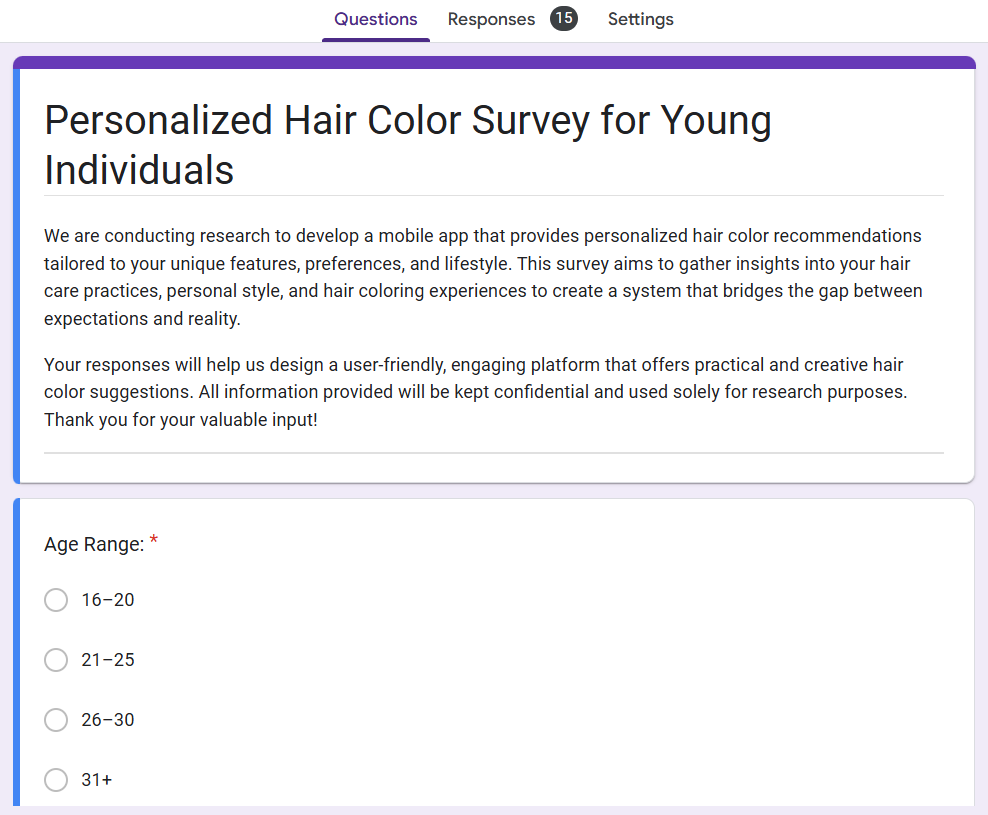 Questions Responses 15 Settings
Personalized Hair Color Survey for Young
Individuals
We are conducting research to develop a mobile app that provides personalized hair color recommendations
tailored to your unique features, preferences, and lifestyle. This survey aims to gather insights into your hair
care practices, personal style, and hair coloring experiences to create a system that bridges the gap between
expectations and reality.
Your responses will help us design a user-friendly, engaging platform that offers practical and creative hair
color suggestions. All information provided will be kept confidential and used solely for research purposes.
Thank you for your valuable input!
Age Range: *
16–20
21–25
26–30
31+